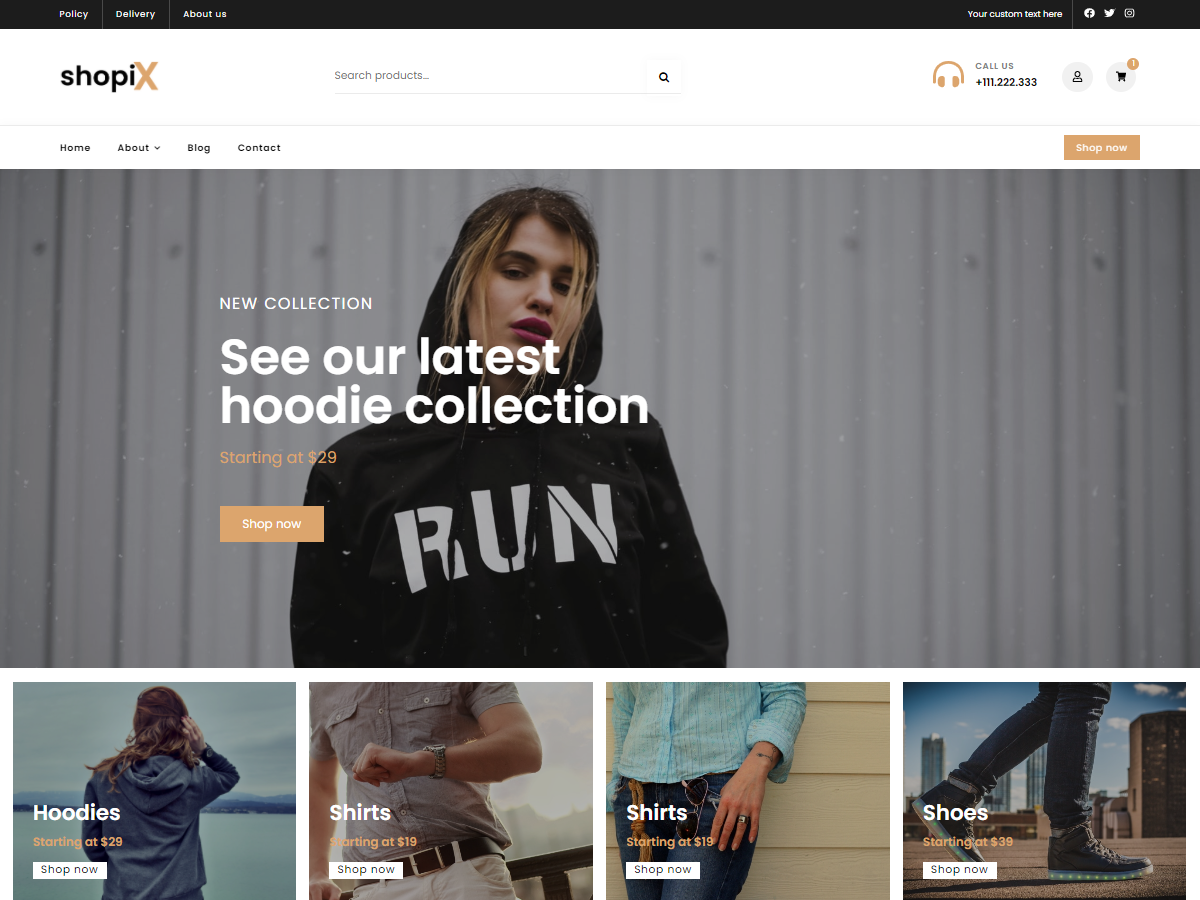 Policy
Delivery
About us
Your custom text here
shopiX
Search products…
CALL US
+111.222.333
1
Home
About
Blog
Contact
Shop now
NEW COLLECTION
See our latest
hoodie collection
Starting at $29
Shop now
RUN
Hoodies
Starting at $29
Shop now
Shirts
Starting at $19
Shop now
Shirts
Starting at $19
Shop now
Shoes
Starting at $39
Shop now